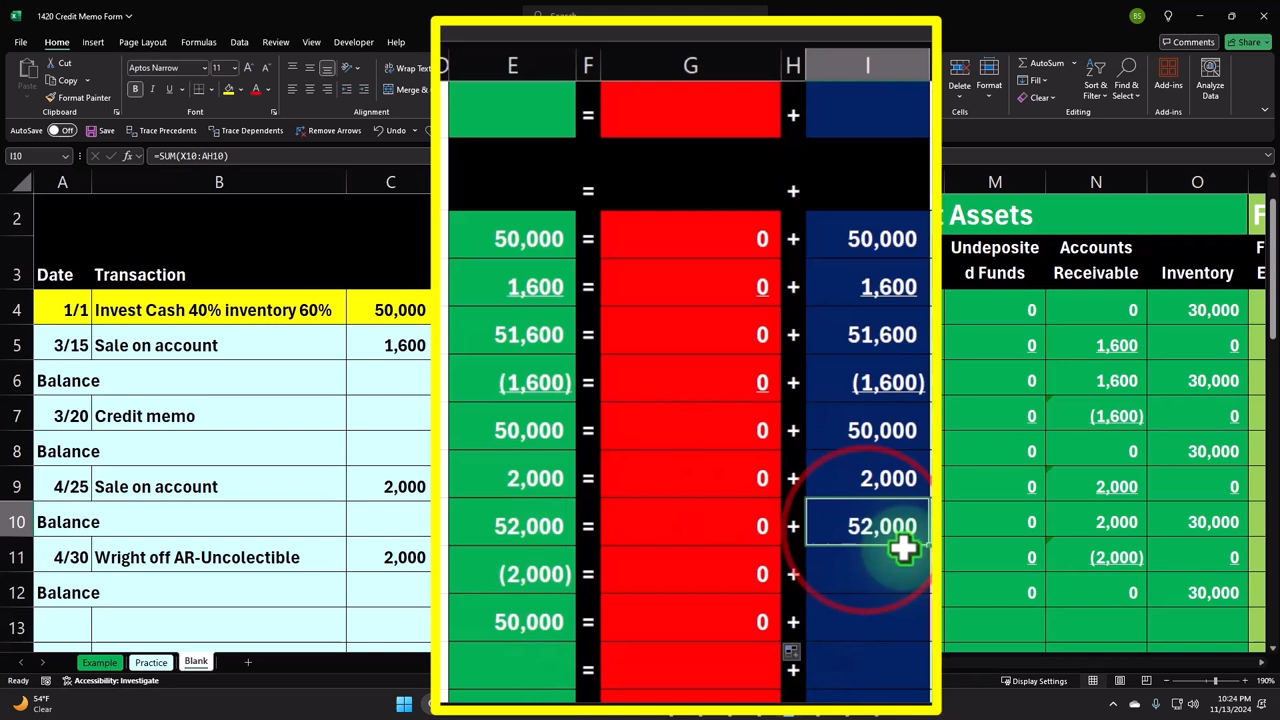 1420 Credit Memo Form
Search
BS
File Home Insert Page Layout Formulas Data Review View Developer Help
Comments Share
Paste
Cut
Copy
Format Painter
Clipboard
Aptos Narrow 11
B I U
Font
Wrap Text
Merge &
Alignment
Cells
Delete Format
AutoSum
Fill
Clear
Sort & Filter
Find & Select
Editing
Add-ins
Add-ins
Analyze Data
AutoSave Off Save Trace Precedents Trace Dependents Remove Arrows Undo
I10 fx =SUM(X10:AH10)
A B C D E F G H I M N O
2 t Assets F
3 Date Transaction Undeposite d Funds Accounts Receivable Inventory
= +
= +
4 1/1 Invest Cash 40% inventory 60% 50,000 50,000 = 0 + 50,000 0 0 30,000
5 3/15 Sale on account 1,600 1,600 = 0 + 1,600 0 1,600 0
6 Balance 51,600 = 0 + 51,600 0 1,600 30,000
7 3/20 Credit memo (1,600) = 0 + (1,600) 0 (1,600) 0
8 Balance 50,000 = 0 + 50,000 0 0 30,000
9 4/25 Sale on account 2,000 2,000 = 0 + 2,000 0 2,000 0
10 Balance 52,000 = 0 + 52,000 0 2,000 30,000
11 4/30 Wright off AR-Uncolectible 2,000 (2,000) = 0 + 0 (2,000) 0
12 Balance 50,000 = 0 + 0 0 30,000
13 = +
Example Practice Blank +
Ready Accessibility: Investigate Display Settings 190%
54°F
Clear
10:24 PM
11/13/2024